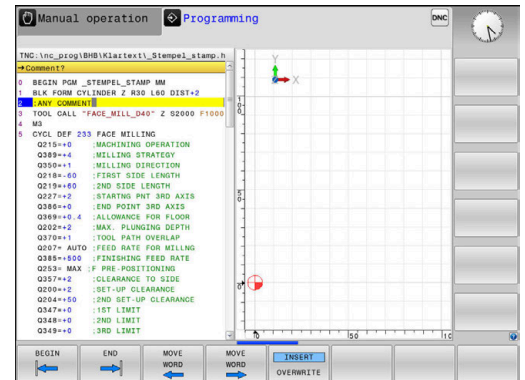 Manual operation
Programming
DNC
TNC:\nc_prog\BHB\Klartext\_Stempel_stamp.h
→Comment?
0 BEGIN PGM _STEMPEL_STAMP MM
1 BLK FORM CYLINDER Z R30 L60 DIST+2
2 ;ANY COMMENT
3 TOOL CALL "FACE_MILL_D40" Z S2000 F1000
4 M3
5 CYCL DEF 233 FACE MILLING
Q215=+0 ;MACHINING OPERATION
Q389=+4 ;MILLING STRATEGY
Q350=+1 ;MILLING DIRECTION
Q218=-60 ;FIRST SIDE LENGTH
Q219=+60 ;2ND SIDE LENGTH
Q227=+2 ;STARTNG PNT 3RD AXIS
Q386=+0 ;END POINT 3RD AXIS
Q369=+0.4 ;ALLOWANCE FOR FLOOR
Q202=+2 ;MAX. PLUNGING DEPTH
Q370=+1 ;TOOL PATH OVERLAP
Q207= AUTO ;FEED RATE FOR MILLNG
Q385=+500 ;FINISHING FEED RATE
Q253= MAX ;F PRE-POSITIONING
Q357=+2 ;CLEARANCE TO SIDE
Q200=+2 ;SET-UP CLEARANCE
Q204=+50 ;2ND SET-UP CLEARANCE
Q347=+0 ;1ST LIMIT
Q348=+0 ;2ND LIMIT
Q349=+0 ;3RD LIMIT
Y
X
100
50
0
0
50
BEGIN
END
MOVE WORD
MOVE WORD
INSERT
OVERWRITE